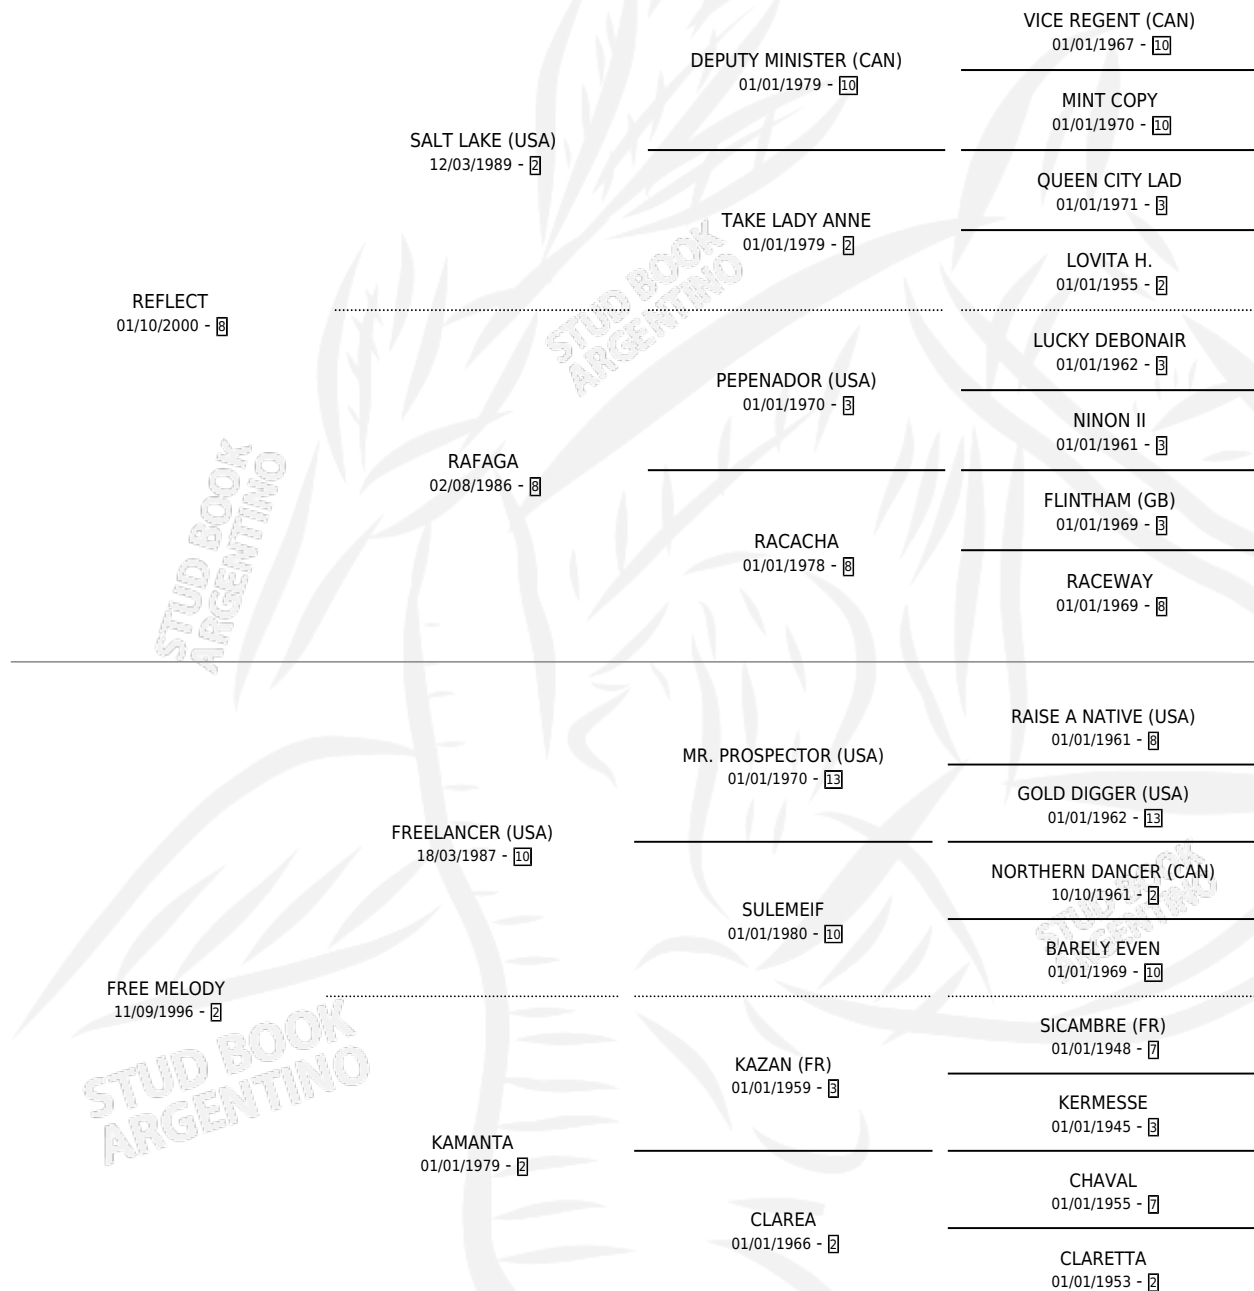 VICE REGENT (CAN)
01/01/1967 - 10
DEPUTY MINISTER (CAN)
01/01/1979 - 10
MINT COPY
01/01/1970 - 10
SALT LAKE (USA)
12/03/1989 - 2
QUEEN CITY LAD
01/01/1971 - 3
TAKE LADY ANNE
01/01/1979 - 2
LOVITA H.
01/01/1955 - 2
REFLECT
01/10/2000 - 8
LUCKY DEBONAIR
01/01/1962 - 3
PEPENADOR (USA)
01/01/1970 - 3
NINON II
01/01/1961 - 3
RAFAGA
02/08/1986 - 8
FLINTHAM (GB)
01/01/1969 - 3
RACACHA
01/01/1978 - 8
RACEWAY
01/01/1969 - 8
RAISE A NATIVE (USA)
01/01/1961 - 8
MR. PROSPECTOR (USA)
01/01/1970 - 13
GOLD DIGGER (USA)
01/01/1962 - 13
FREELANCER (USA)
18/03/1987 - 10
NORTHERN DANCER (CAN)
10/10/1961 - 2
SULEMEIF
01/01/1980 - 10
BARELY EVEN
01/01/1969 - 10
FREE MELODY
11/09/1996 - 2
SICAMBRE (FR)
01/01/1948 - 7
KAZAN (FR)
01/01/1959 - 3
KERMESSE
01/01/1945 - 3
KAMANTA
01/01/1979 - 2
CHAVAL
01/01/1955 - 7
CLAREA
01/01/1966 - 2
CLARETTA
01/01/1953 - 2
STUD BOOK
ARGENTINO
STUD BOOK
ARGENTINO
STUD BOOK
ARGENTINO
STUD BOOK
ARGENTINO